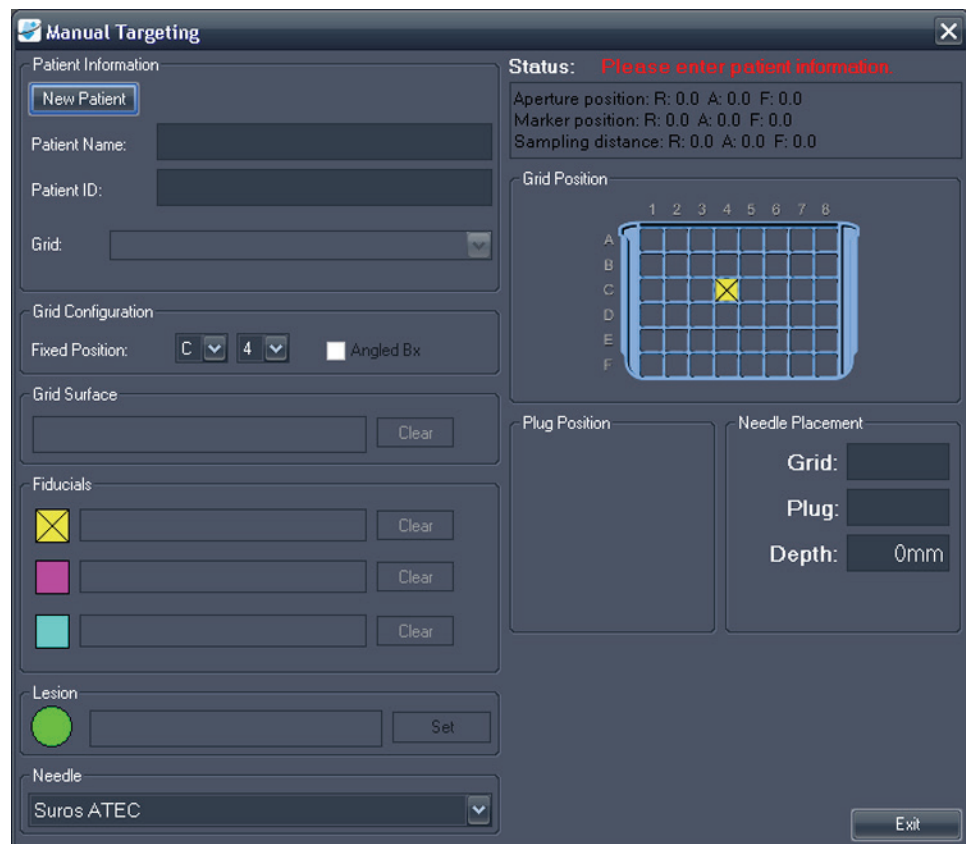 Manual Targeting
Patient Information
New Patient
Patient Name:
Patient ID:
Grid:
Grid Configuration
Fixed Position: C 4 Angled Bx
Grid Surface
Clear
Fiducials
Clear
Clear
Clear
Lesion
Set
Needle
Suros ATEC
Status: Please enter patient information.
Aperture position: R: 0.0 A: 0.0 F: 0.0
Marker position: R: 0.0 A: 0.0 F: 0.0
Sampling distance: R: 0.0 A: 0.0 F: 0.0
Grid Position
1 2 3 4 5 6 7 8
A
B
C
D
E
F
Plug Position
Needle Placement
Grid:
Plug:
Depth: 0mm
Exit